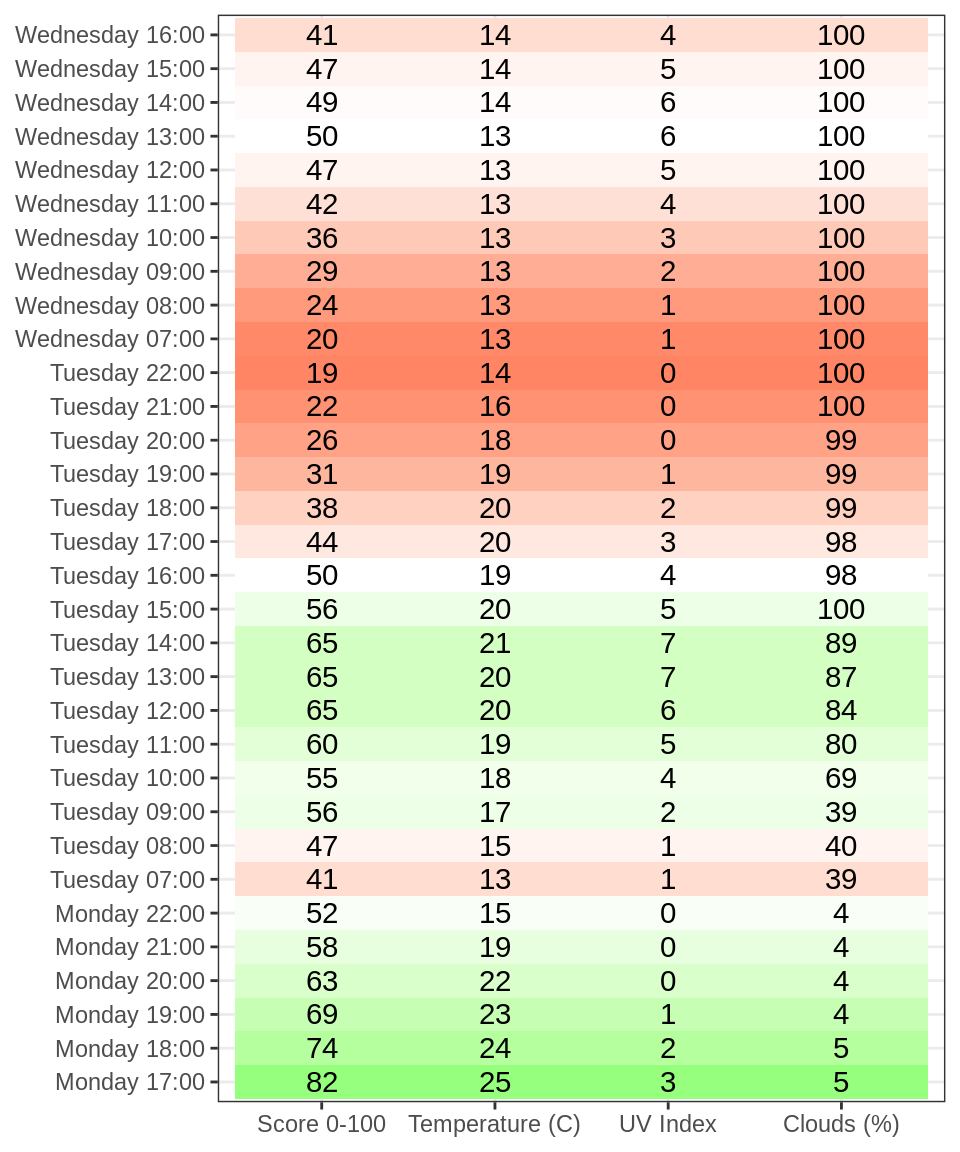 Wednesday 16:00 41 14 4 100
Wednesday 15:00 47 14 5 100
Wednesday 14:00 49 14 6 100
Wednesday 13:00 50 13 6 100
Wednesday 12:00 47 13 5 100
Wednesday 11:00 42 13 4 100
Wednesday 10:00 36 13 3 100
Wednesday 09:00 29 13 2 100
Wednesday 08:00 24 13 1 100
Wednesday 07:00 20 13 1 100
Tuesday 22:00 19 14 0 100
Tuesday 21:00 22 16 0 100
Tuesday 20:00 26 18 0 99
Tuesday 19:00 31 19 1 99
Tuesday 18:00 38 20 2 99
Tuesday 17:00 44 20 3 98
Tuesday 16:00 50 19 4 98
Tuesday 15:00 56 20 5 100
Tuesday 14:00 65 21 7 89
Tuesday 13:00 65 20 7 87
Tuesday 12:00 65 20 6 84
Tuesday 11:00 60 19 5 80
Tuesday 10:00 55 18 4 69
Tuesday 09:00 56 17 2 39
Tuesday 08:00 47 15 1 40
Tuesday 07:00 41 13 1 39
Monday 22:00 52 15 0 4
Monday 21:00 58 19 0 4
Monday 20:00 63 22 0 4
Monday 19:00 69 23 1 4
Monday 18:00 74 24 2 5
Monday 17:00 82 25 3 5
Score 0-100 Temperature (C) UV Index Clouds (%)